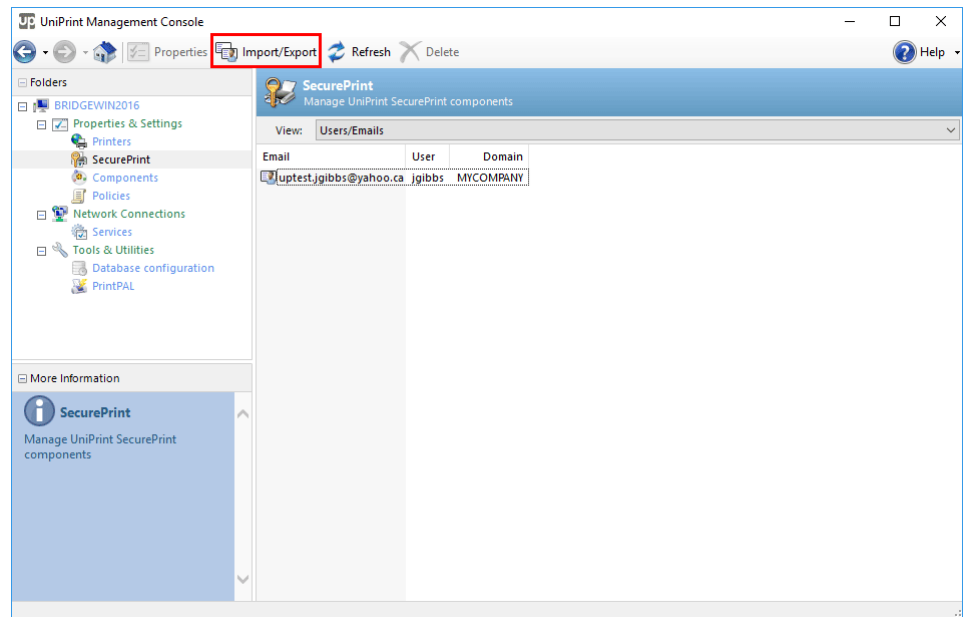 UniPrint Management Console
Properties Import/Export Refresh Delete Help
Folders
BRIDGEWIN2016
Properties & Settings
Printers
SecurePrint
Components
Policies
Network Connections
Services
Tools & Utilities
Database configuration
PrintPAL
More Information
SecurePrint
Manage UniPrint SecurePrint
components
SecurePrint
Manage UniPrint SecurePrint components
View: Users/Emails
Email User Domain
uptest.jgibbs@yahoo.ca jgibbs MYCOMPANY